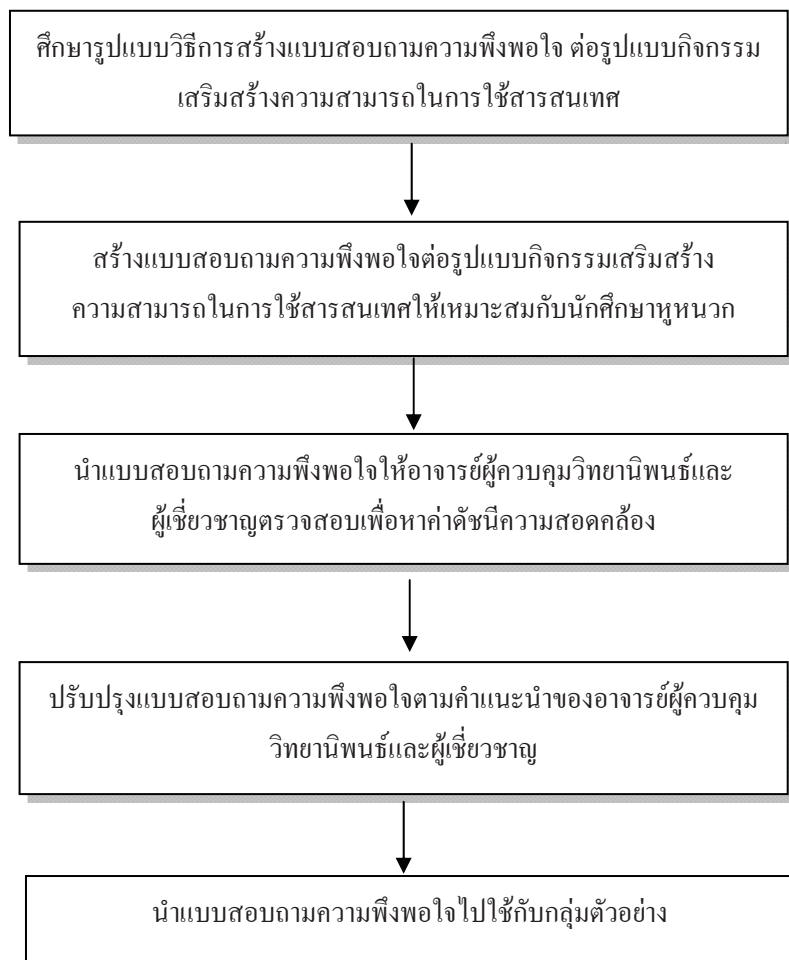 ศึกษารูปแบบวิธีการสร้างแบบสอบถามความพึงพอใจ ต่อรูปแบบกิจกรรม
เสริมสร้างความสามารถในการใช้สารสนเทศ
สร้างแบบสอบถามความพึงพอใจต่อรูปแบบกิจกรรมเสริมสร้าง
ความสามารถในการใช้สารสนเทศให้เหมาะสมกับนักศึกษาหูหนวก
นำแบบสอบถามความพึงพอใจให้อาจารย์ผู้ควบคุมวิทยานิพนธ์และ
ผู้เชี่ยวชาญตรวจสอบเพื่อหาค่าดัชนีความสอดคล้อง
ปรับปรุงแบบสอบถามความพึงพอใจตามคำแนะนำของอาจารย์ผู้ควบคุม
วิทยานิพนธ์และผู้เชี่ยวชาญ
นำแบบสอบถามความพึงพอใจไปใช้กับกลุ่มตัวอย่าง